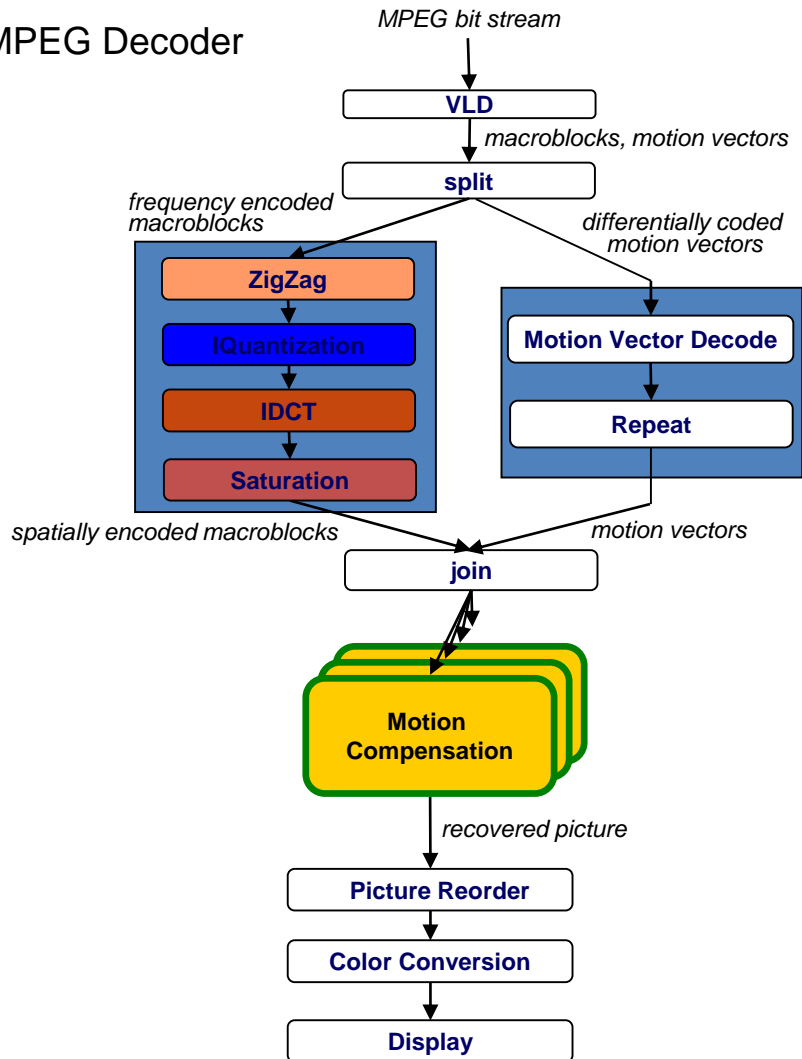 MPEG Decoder
MPEG bit stream
VLD
macroblocks, motion vectors
split
frequency encoded
macroblocks
differentially coded
motion vectors
ZigZag
IQuantization
IDCT
Saturation
Motion Vector Decode
Repeat
spatially encoded macroblocks
motion vectors
join
Motion
Compensation
recovered picture
Picture Reorder
Color Conversion
Display